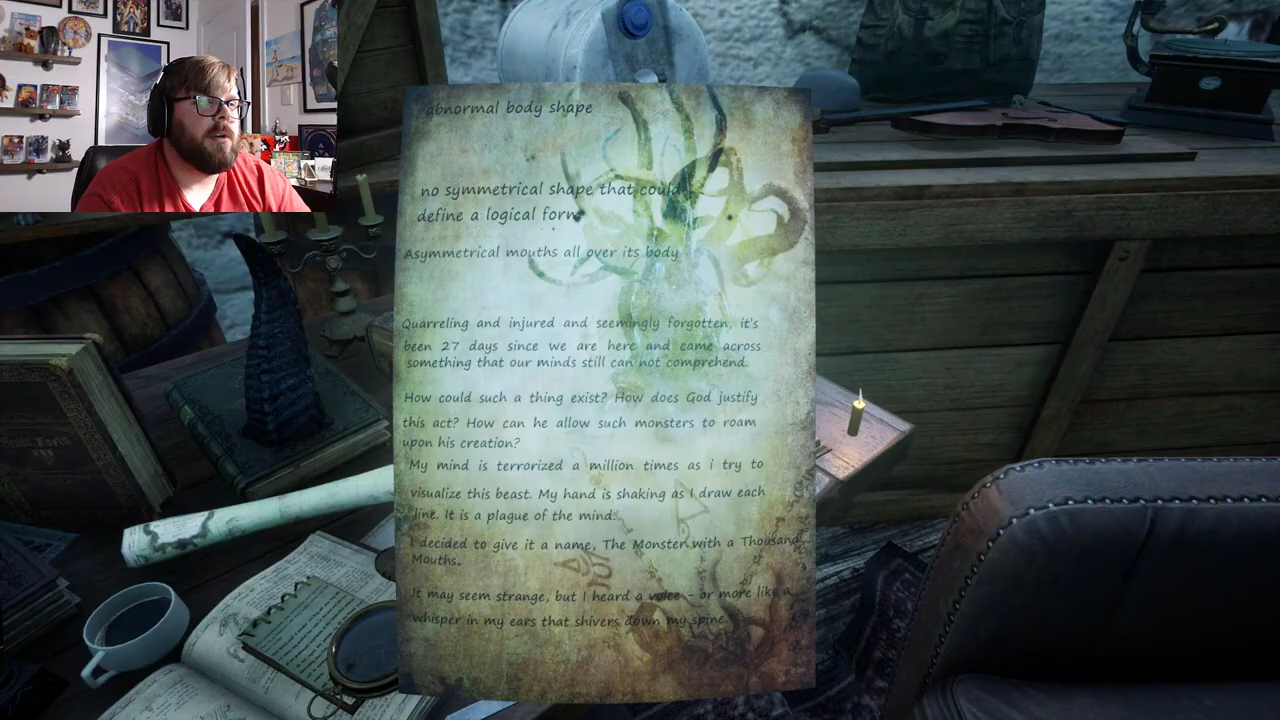 abnormal body shape
no symmetrical shape that could
define a logical form
Asymmetrical mouths all over its body
Quarreling and injured and seemingly forgotten, it's
been 27 days since we are here and came across
something that our minds still can not comprehend.
How could such a thing exist? How does God justify
this act? How can he allow such monsters to roam
upon his creation?
My mind is terrorized a million times as i try to
visualize this beast. My hand is shaking as I draw each
line. It is a plague of the mind.
I decided to give it a name, The Monster with a Thousand
Mouths.
It may seem strange, but I heard a voice - or more like a
whisper in my ears that shivers down my spine.